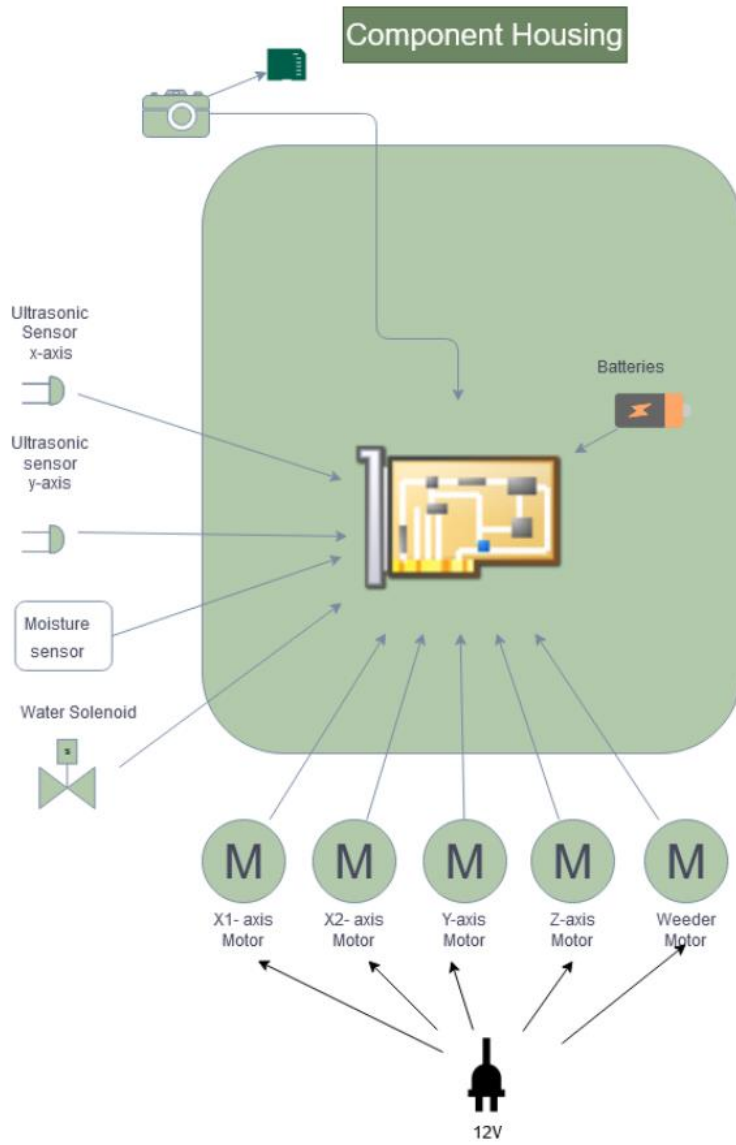 Component Housing
Ultrasonic
Sensor
x-axis
Batteries
Ultrasonic
sensor
y-axis
Moisture
sensor
Water Solenoid
S
M
M
M
M
M
X1- axis
Motor
X2- axis
Motor
Y-axis
Motor
Z-axis
Motor
Weeder
Motor
12V